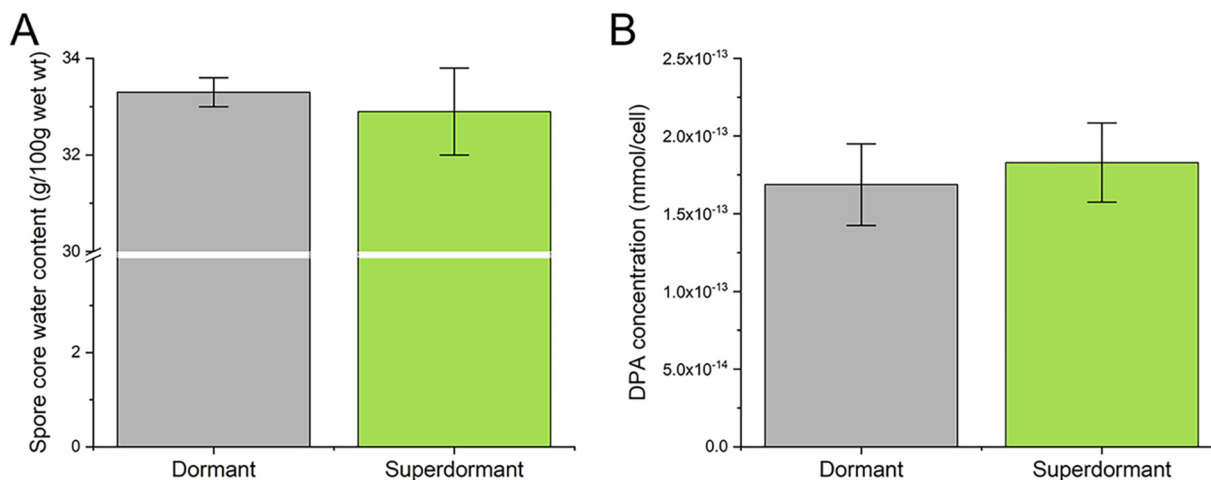 A
Spore core water content (g/100g wet wt)
34
32
30
2
0
Dormant
Superdormant
B
DPA concentration (mmol/cell)
2.5x10⁻¹³
2.0x10⁻¹³
1.5x10⁻¹³
1.0x10⁻¹³
5.0x10⁻¹⁴
0.0
Dormant
Superdormant